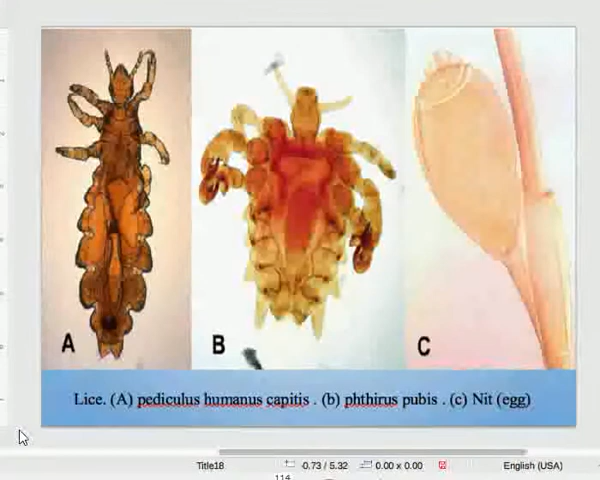 A
B
C
Lice. (A) pediculus humanus capitis . (b) phthirus pubis . (c) Nit (egg)
Title18
-0.73 / 5.32
0.00 x 0.00
English (USA)
114